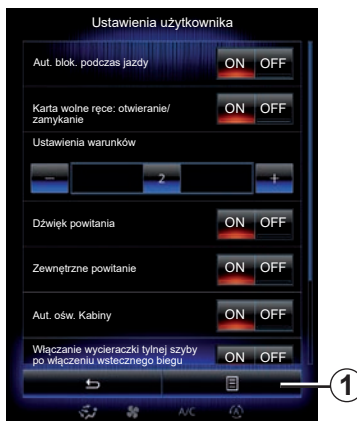 Ustawienia użytkownika
Aut. blok. podczas jazdy
ON OFF
Karta wolne ręce: otwieranie/
zamykanie
ON OFF
Ustawienia warunków
− 2 +
Dźwięk powitania
ON OFF
Zewnętrzne powitanie
ON OFF
Aut. ośw. Kabiny
ON OFF
Włączanie wycieraczki tylnej szyby
po włączeniu wstecznego biegu
ON OFF
1
A/C